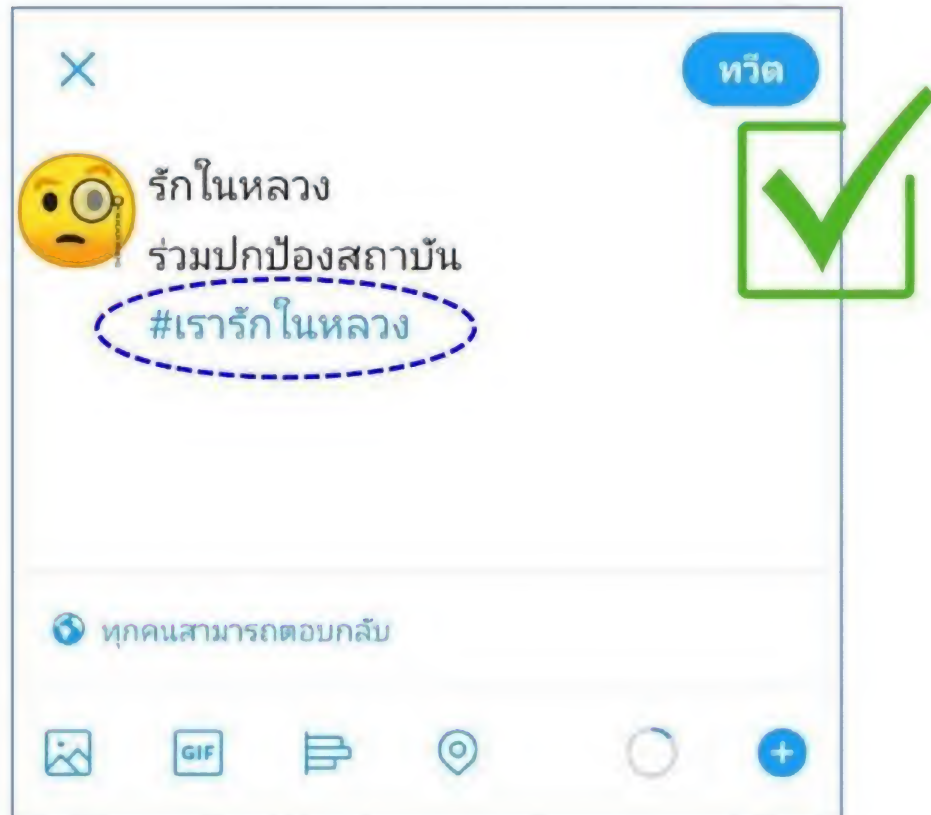 ทวีต
รักในหลวง
ร่วมปกป้องสถาบัน
#เรารักในหลวง
ทุกคนสามารถตอบกลับ
GIF